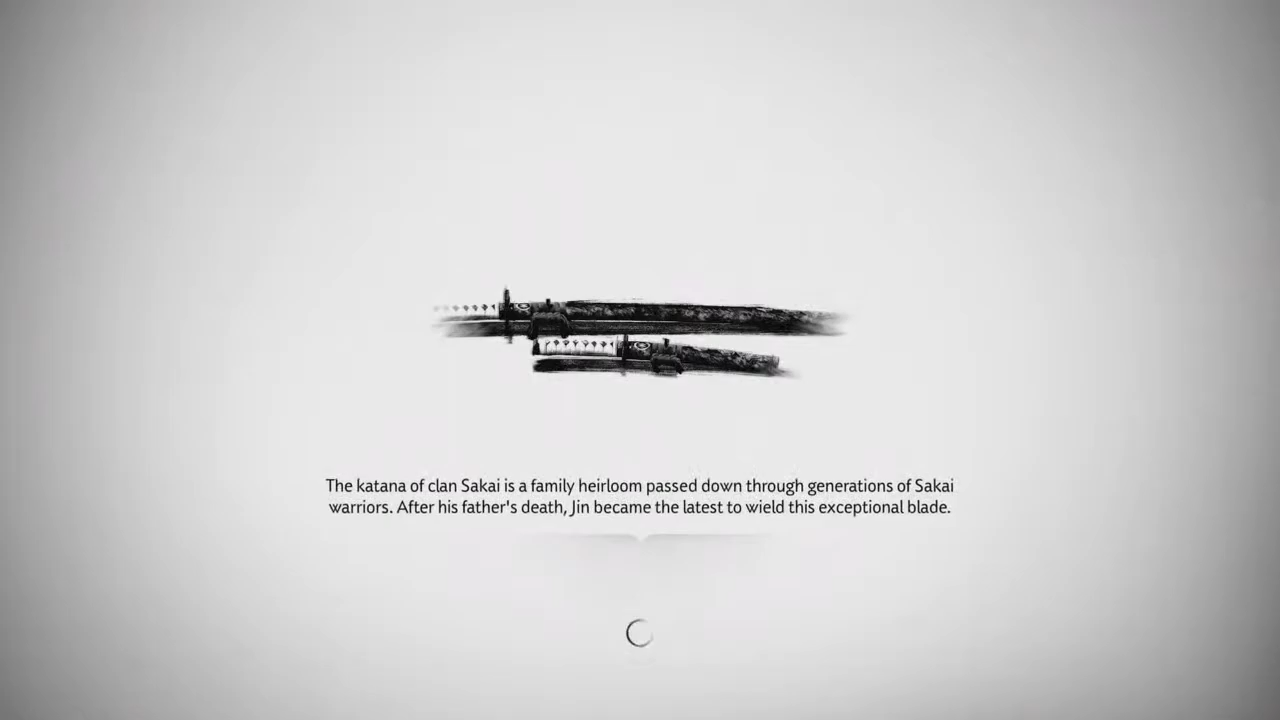 The katana of clan Sakai is a family heirloom passed down through generations of Sakai
warriors. After his father's death, Jin became the latest to wield this exceptional blade.